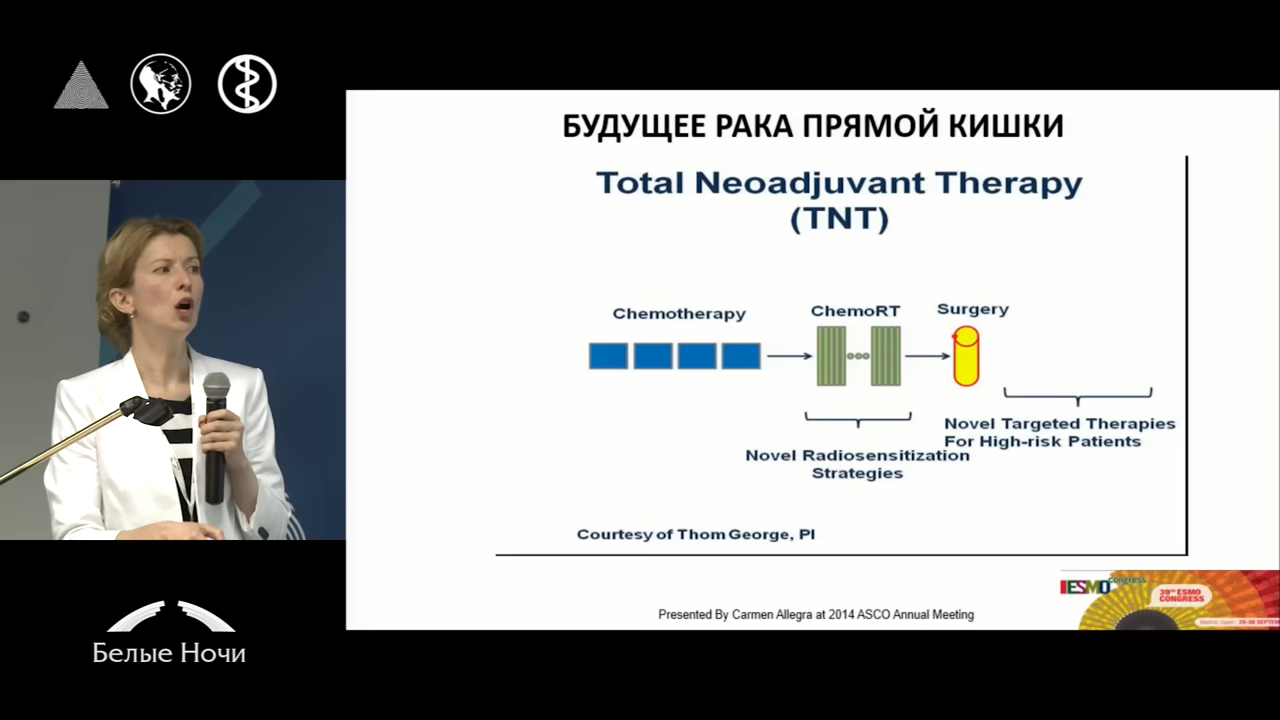 БУДУЩЕЕ РАКА ПРЯМОЙ КИШКИ
Total Neoadjuvant Therapy
(TNT)
Chemotherapy
ChemoRT
Surgery
Novel Targeted Therapies
For High-risk Patients
Novel Radiosensitization
Strategies
Courtesy of Thom George, PI
Presented By Carmen Allegra at 2014 ASCO Annual Meeting
ESMO congress
39TH ESMO
CONGRESS
Madrid, Spain
Белые Ночи